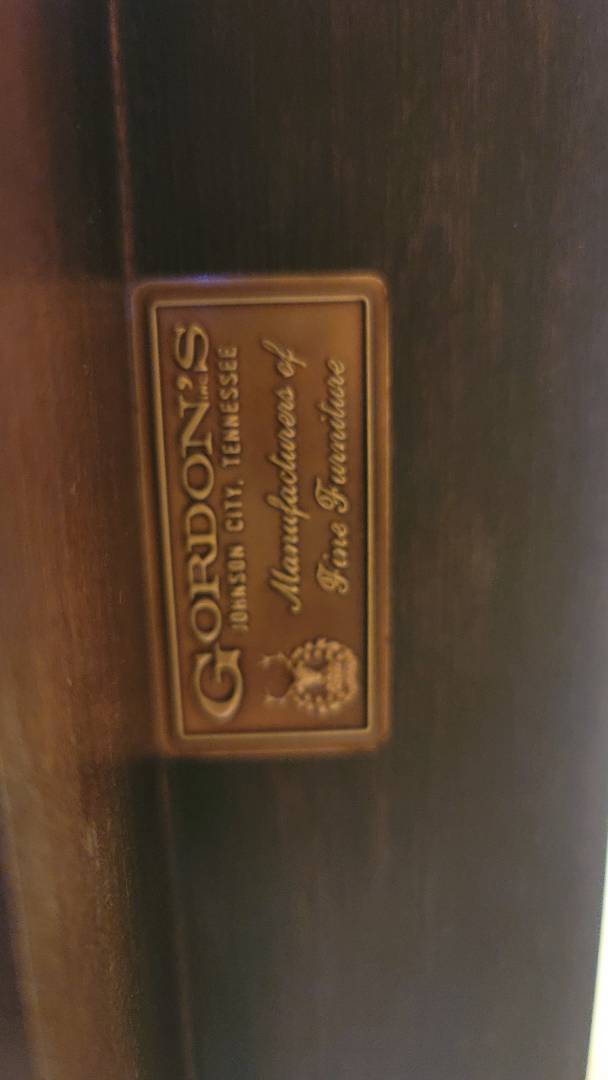 GORDON'S INC.
JOHNSON CITY, TENNESSEE
Manufacturers of
Fine Furniture